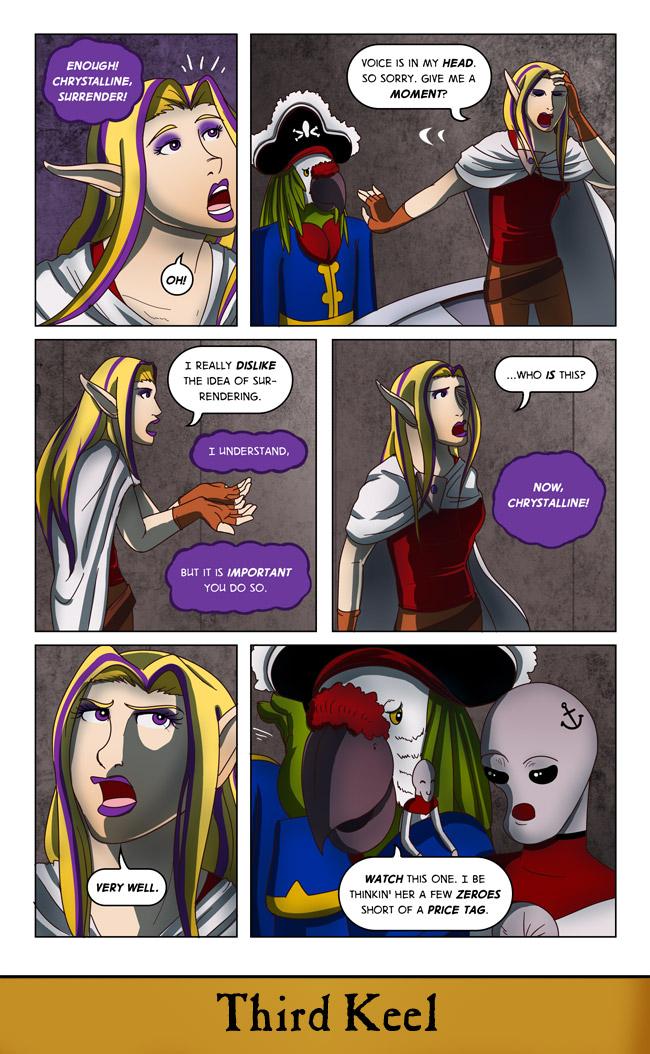 ENOUGH!
CHRYSTALLINE,
SURRENDER!
OH!
VOICE IS IN MY HEAD.
SO SORRY. GIVE ME A
MOMENT?
I REALLY DISLIKE
THE IDEA OF SUR-
RENDERING.
I UNDERSTAND,
BUT IT IS IMPORTANT
YOU DO SO.
...WHO IS THIS?
NOW,
CHRYSTALLINE!
VERY WELL.
WATCH THIS ONE. I BE
THINKIN' HER A FEW ZEROES
SHORT OF A PRICE TAG.
Third Keel